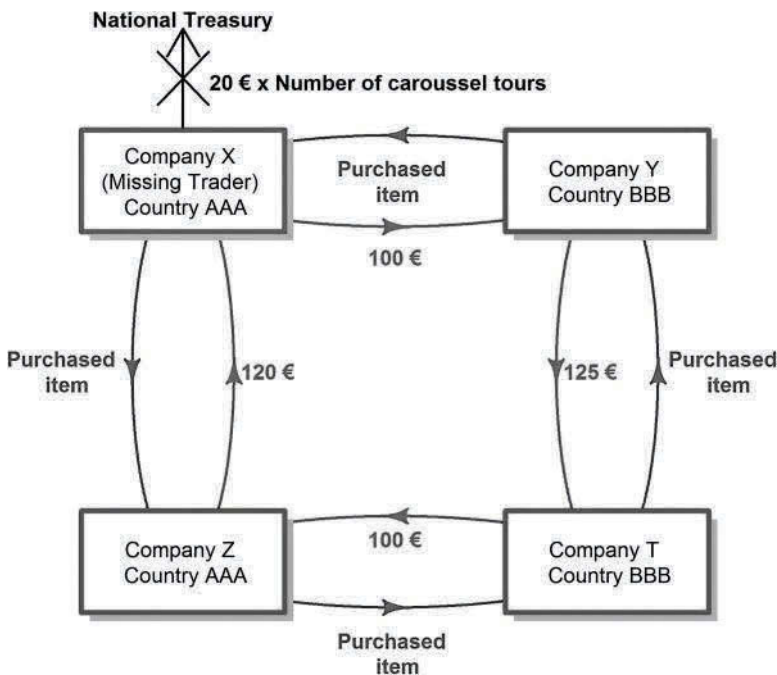 National Treasury
20 € x Number of caroussel tours
Company X
(Missing Trader)
Country AAA
Purchased
item
100 €
Company Y
Country BBB
Purchased
item
120 €
125 €
Purchased
item
Company Z
Country AAA
100 €
Purchased
item
Company T
Country BBB